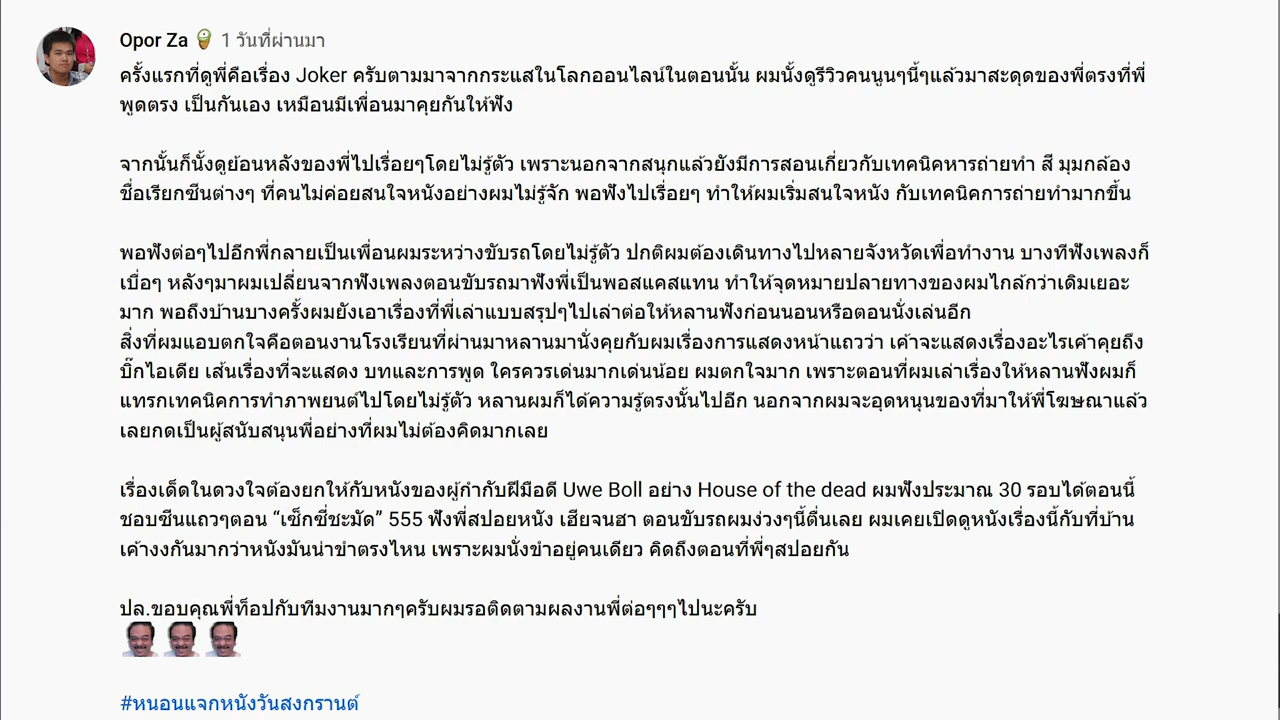 Opor Za 1 วันที่ผ่านมา
ครั้งแรกที่ดูพี่คือเรื่อง Joker ครับตามมาจากกระแสในโลกออนไลน์ในตอนนั้น ผมนั้งดูรีวิวคนนูนๆนี้ๆแล้วมาสะดุดของพี่ตรงที่พี่
พูดตรง เป็นกันเอง เหมือนมีเพื่อนมาคุยกันให้ฟัง
จากนั้นก็นั้งดูย้อนหลังของพี่ไปเรื่อยๆโดยไม่รู้ตัว เพราะนอกจากสนุกแล้วยังมีการสอนเกี่ยวกับเทคนิคหารถ่ายทำ สี มุมกล้อง
ชื่อเรียกซีนต่างๆ ที่คนไม่ค่อยสนใจหนังอย่างผมไม่รู้จัก พอฟังไปเรื่อยๆ ทำให้ผมเริ่มสนใจหนัง กับเทคนิคการถ่ายทำมากขึ้น
พอฟังต่อๆไปอีกพี่กลายเป็นเพื่อนผมระหว่างขับรถโดยไม่รู้ตัว ปกติผมต้องเดินทางไปหลายจังหวัดเพื่อทำงาน บางทีฟังเพลงก็
เบื่อๆ หลังๆมาผมเปลี่ยนจากฟังเพลงตอนขับรถมาฟังพี่เป็นพอสแคสแทน ทำให้จุดหมายปลายทางของผมไกล้กว่าเดิมเยอะ
มาก พอถึงบ้านบางครั้งผมยังเอาเรื่องที่พี่เล่าแบบสรุปๆไปเล่าต่อให้หลานฟังก่อนนอนหรือตอนนั่งเล่นอีก
สิ่งที่ผมแอบตกใจคือตอนงานโรงเรียนที่ผ่านมาหลานมานั่งคุยกับผมเรื่องการแสดงหน้าแถวว่า เค้าจะแสดงเรื่องอะไรเค้าคุยถึง
บิ๊กไอเดีย เส้นเรื่องที่จะแสดง บทและการพูด ใครควรเด่นมากเด่นน้อย ผมตกใจมาก เพราะตอนที่ผมเล่าเรื่องให้หลานฟังผมก็
แทรกเทคนิคการทำภาพยนต์ไปโดยไม่รู้ตัว หลานผมก็ได้ความรู้ตรงนั้นไปอีก นอกจากผมจะอุดหนุนของที่มาให้พี่โฆษณาแล้ว
เลยกดเป็นผู้สนับสนุนพี่อย่างที่ผมไม่ต้องคิดมากเลย
เรื่องเด็ดในดวงใจต้องยกให้กับหนังของผู้กำกับฝีมือดี Uwe Boll อย่าง House of the dead ผมฟังประมาณ 30 รอบได้ตอนนี้
ชอบซีนแถวๆตอน “เซ็กซี่ชะมัด” 555 ฟังพี่สปอยหนัง เฮียจนฮา ตอนขับรถผมง่วงๆนี้ตื่นเลย ผมเคยเปิดดูหนังเรื่องนี้กับที่บ้าน
เค้างงกันมากว่าหนังมันน่าขำตรงไหน เพราะผมนั่งขำอยู่คนเดียว คิดถึงตอนที่พี่ๆสปอยกัน
ปล.ขอบคุณพี่ท็อปกับทีมงานมากๆครับผมรอติดตามผลงานพี่ต่อๆๆๆไปนะครับ
#หนอนแจกหนังวันสงกรานต์